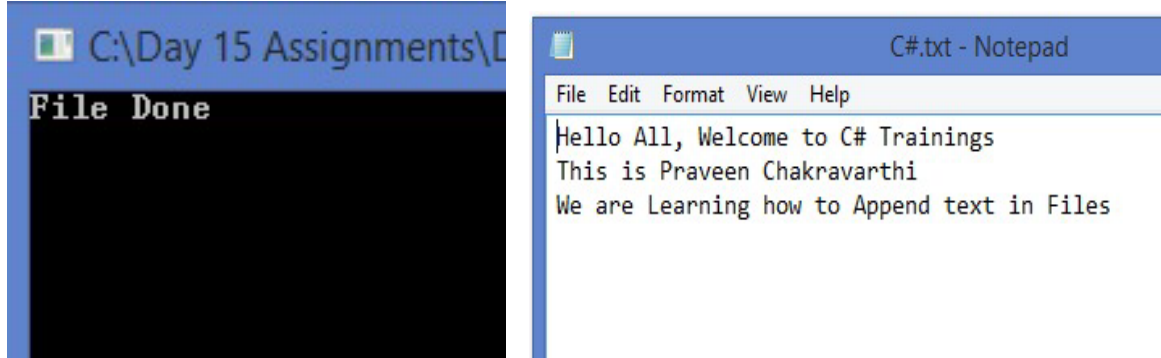 C:\Day 15 Assignments\
File Done
C#.txt - Notepad
File Edit Format View Help
Hello All, Welcome to C# Trainings
This is Praveen Chakravarthi
We are Learning how to Append text in Files